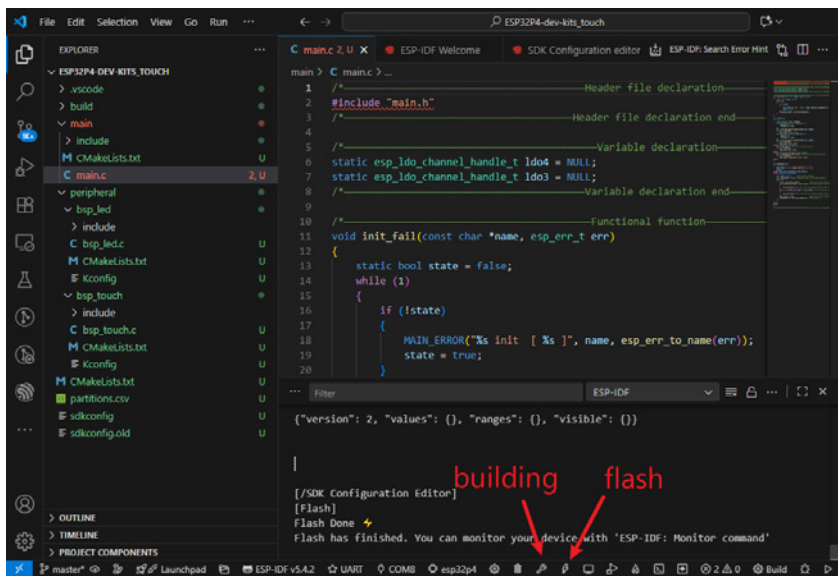 File Edit Selection View Go Run ··· ESP32P4-dev-kits_touch
EXPLORER ···
ESP32P4-DEV-KITS_TOUCH
.vscode
build
main
include
M CMakeLists.txt U
C main.c 2, U
peripheral
bsp_led
include
C bsp_led.c U
M CMakeLists.txt U
Kconfig U
bsp_touch
include
C bsp_touch.c U
M CMakeLists.txt U
Kconfig U
M CMakeLists.txt U
partitions.csv U
sdkconfig U
sdkconfig.old U
OUTLINE
TIMELINE
PROJECT COMPONENTS
C main.c 2, U × ESP-IDF Welcome SDK Configuration editor ESP-IDF: Search Error Hint
main > C main.c > ...
1 /*————Header file declaration————
2 #include "main.h"
3 /*————Header file declaration end————
4
5 /*————Variable declaration————
6 static esp_ldo_channel_handle_t ldo4 = NULL;
7 static esp_ldo_channel_handle_t ldo3 = NULL;
8 /*————Variable declaration end————
9
10 /*————Functional function————
11 void init_fail(const char *name, esp_err_t err)
12 {
13 static bool state = false;
14 while (1)
15 {
16 if (!state)
17 {
18 MAIN_ERROR("%s init [ %s ]", name, esp_err_to_name(err));
19 state = true;
20 }
··· Filter ESP-IDF
{"version": 2, "values": {}, "ranges": {}, "visible": {}}
building flash
[/SDK Configuration Editor]
[Flash]
Flash Done ⚡
Flash has finished. You can monitor your device with 'ESP-IDF: Monitor command'
master* Launchpad ESP-IDF v5.4.2 UART COM8 esp32p4 2 0 Build